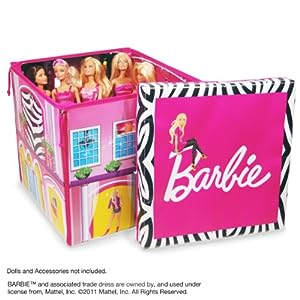 Barbie
Dolls and Accessories not included.
BARBIE™ and associated trade dress are owned by, and used under
license from, Mattel, Inc. ©2011 Mattel, Inc. All Rights Reserved.